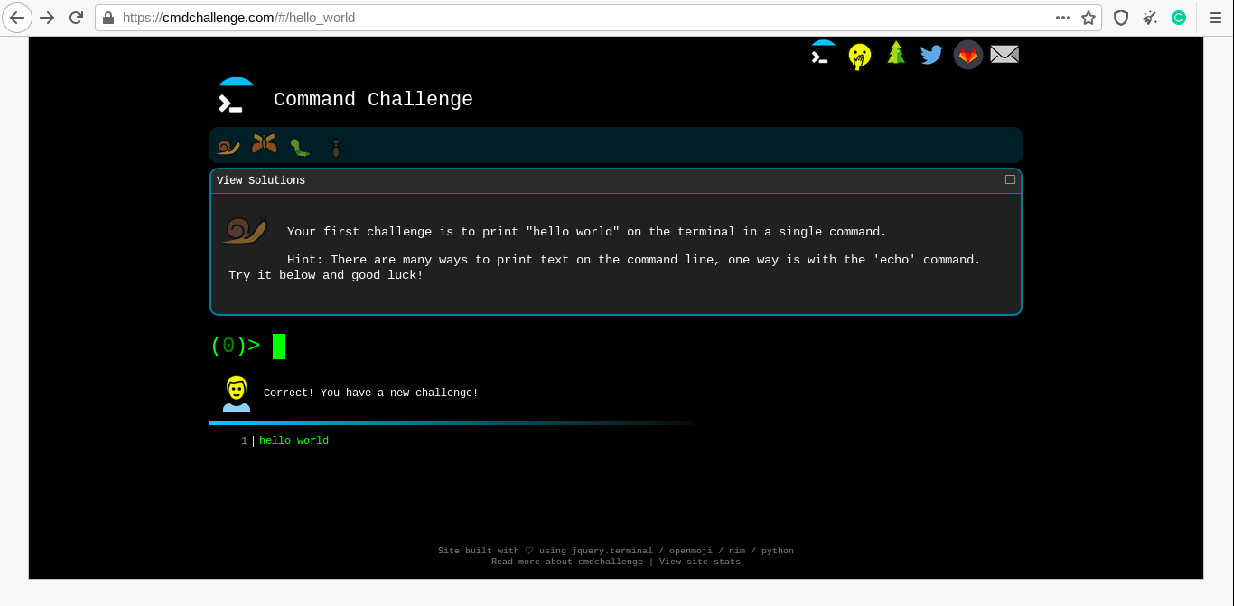 https://cmdchallenge.com/#/hello_world
Command Challenge
View Solutions
Your first challenge is to print "hello world" on the terminal in a single command.
Hint: There are many ways to print text on the command line, one way is with the 'echo' command.
Try it below and good luck!
(0)>
Correct! You have a new challenge!
1 hello world
Site built with ♡ using jquery.terminal / openmoji / nim / python
Read more about cmdchallenge | View site stats